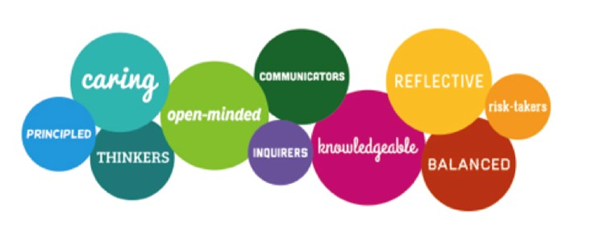 caring
COMMUNICATORS
REFLECTIVE
open-minded
risk-takers
PRINCIPLED
THINKERS
INQUIRERS
knowledgeable
BALANCED